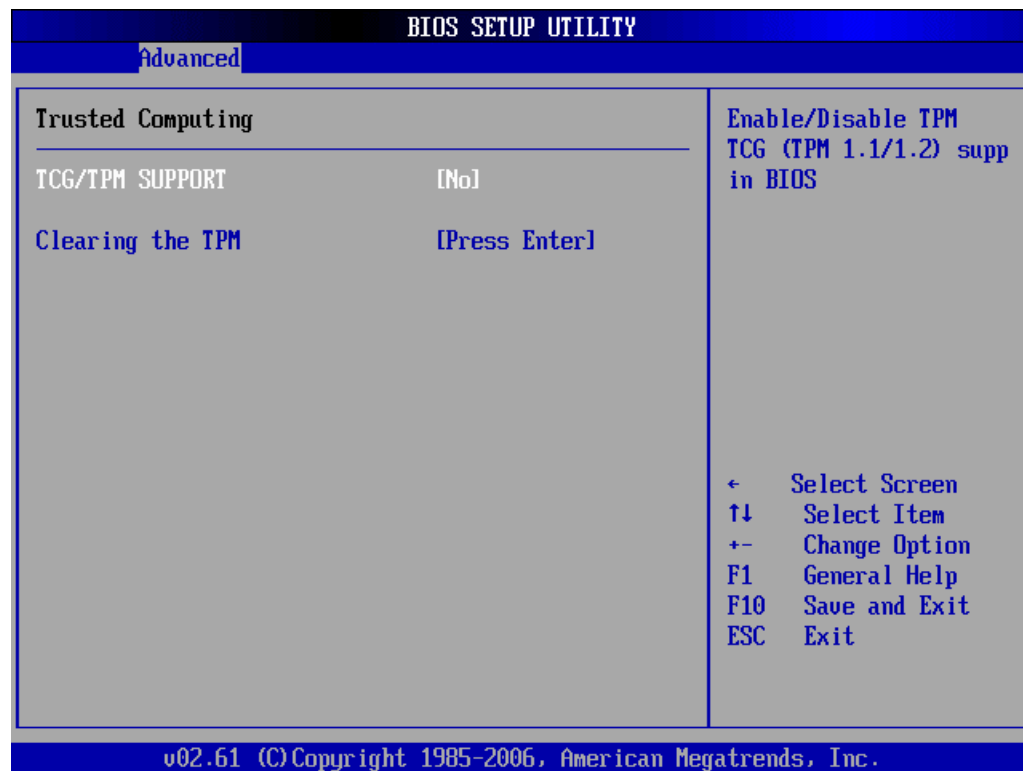 BIOS SETUP UTILITY
Advanced
Trusted Computing
TCG/TPM SUPPORT [No]
Clearing the TPM [Press Enter]
Enable/Disable TPM
TCG (TPM 1.1/1.2) supp
in BIOS
← Select Screen
↑↓ Select Item
+- Change Option
F1 General Help
F10 Save and Exit
ESC Exit
v02.61 (C)Copyright 1985-2006, American Megatrends, Inc.